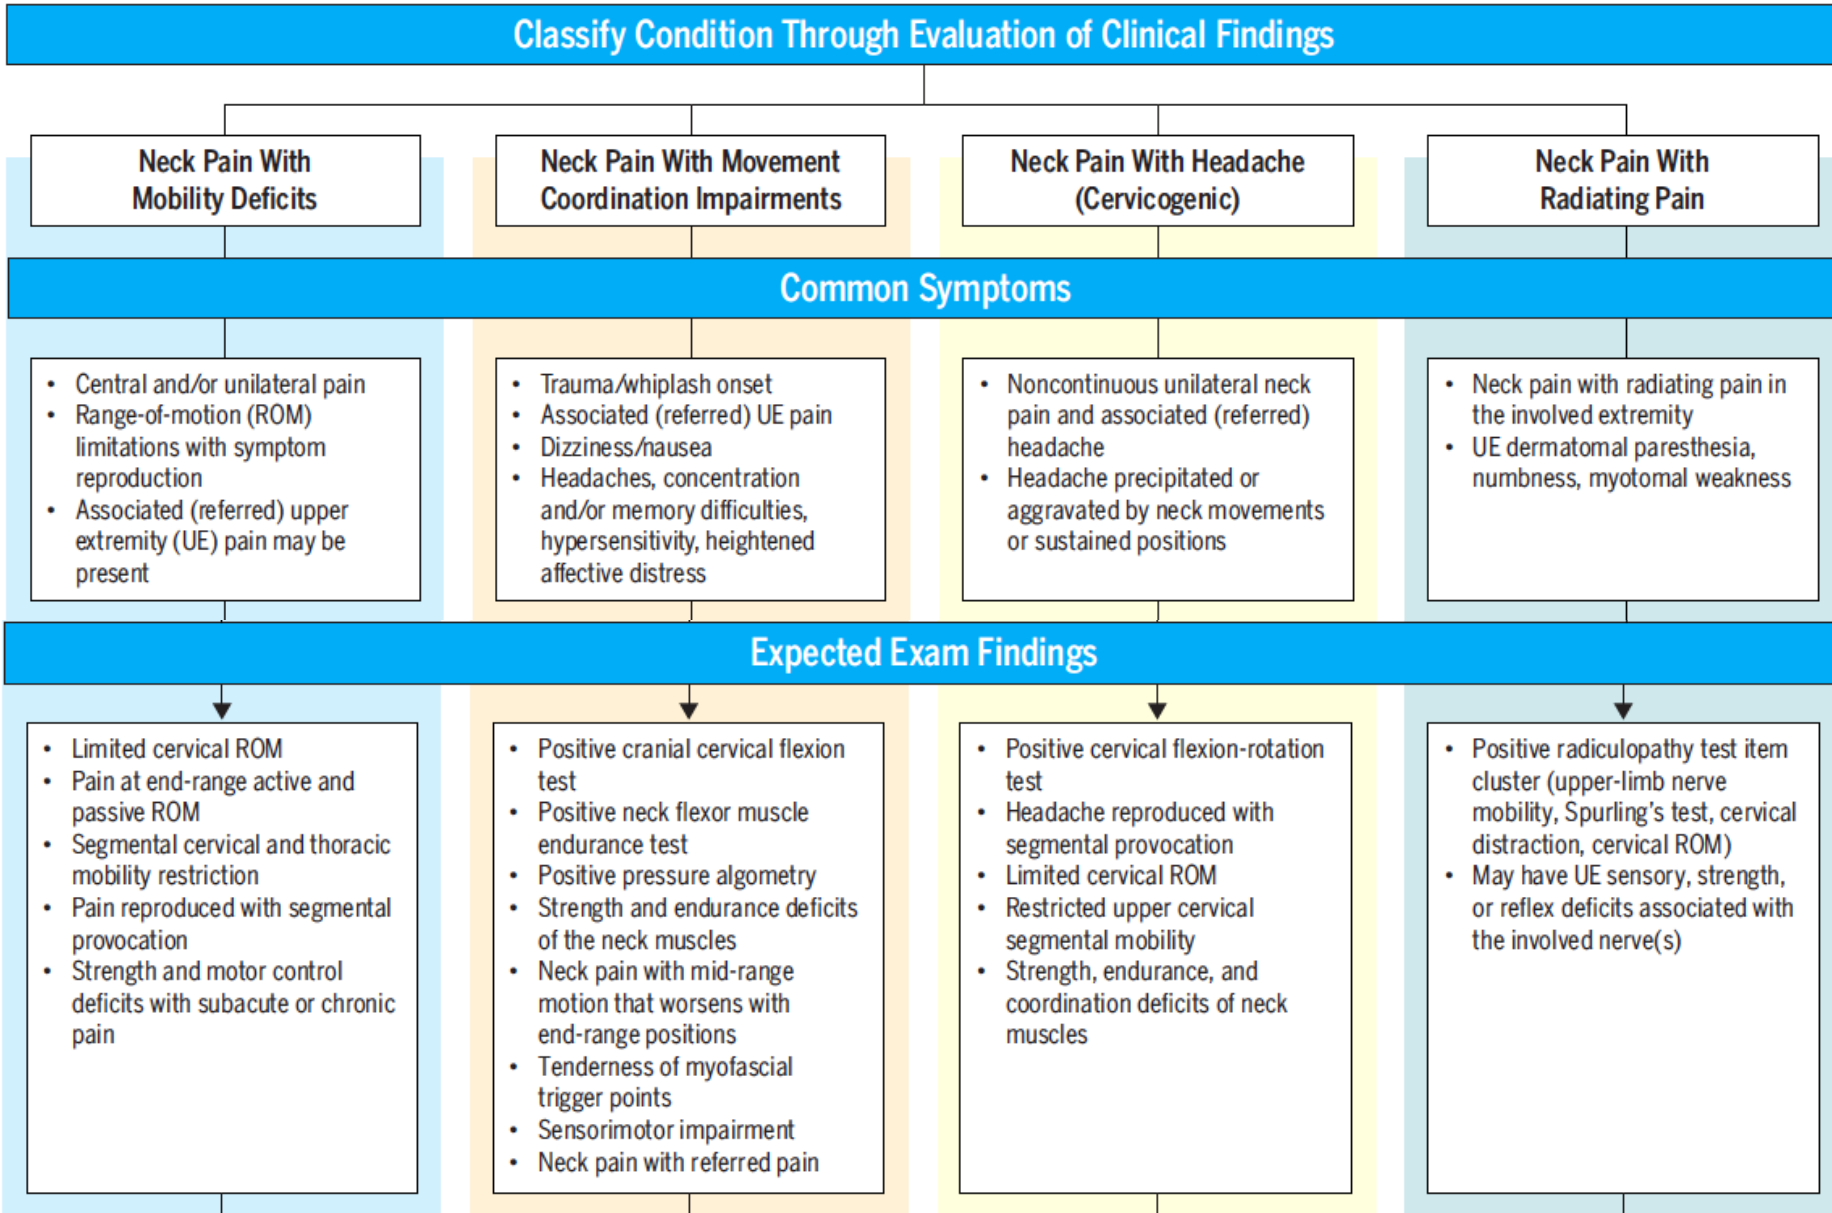 Classify Condition Through Evaluation of Clinical Findings
Neck Pain With
Mobility Deficits
Neck Pain With Movement
Coordination Impairments
Neck Pain With Headache
(Cervicogenic)
Neck Pain With
Radiating Pain
Common Symptoms
• Central and/or unilateral pain
• Range-of-motion (ROM)
limitations with symptom
reproduction
• Associated (referred) upper
extremity (UE) pain may be
present
• Trauma/whiplash onset
• Associated (referred) UE pain
• Dizziness/nausea
• Headaches, concentration
and/or memory difficulties,
hypersensitivity, heightened
affective distress
• Noncontinuous unilateral neck
pain and associated (referred)
headache
• Headache precipitated or
aggravated by neck movements
or sustained positions
• Neck pain with radiating pain in
the involved extremity
• UE dermatomal paresthesia,
numbness, myotomal weakness
Expected Exam Findings
• Limited cervical ROM
• Pain at end-range active and
passive ROM
• Segmental cervical and thoracic
mobility restriction
• Pain reproduced with segmental
provocation
• Strength and motor control
deficits with subacute or chronic
pain
• Positive cranial cervical flexion
test
• Positive neck flexor muscle
endurance test
• Positive pressure algometry
• Strength and endurance deficits
of the neck muscles
• Neck pain with mid-range
motion that worsens with
end-range positions
• Tenderness of myofascial
trigger points
• Sensorimotor impairment
• Neck pain with referred pain
• Positive cervical flexion-rotation
test
• Headache reproduced with
segmental provocation
• Limited cervical ROM
• Restricted upper cervical
segmental mobility
• Strength, endurance, and
coordination deficits of neck
muscles
• Positive radiculopathy test item
cluster (upper-limb nerve
mobility, Spurling's test, cervical
distraction, cervical ROM)
• May have UE sensory, strength,
or reflex deficits associated with
the involved nerve(s)